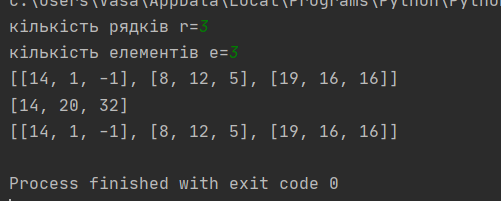 C:\Users\Vasa\AppData\Local\Programs\Python\Pytho
кількість рядків r=3
кількість елементів e=3
[[14, 1, -1], [8, 12, 5], [19, 16, 16]]
[14, 20, 32]
[[14, 1, -1], [8, 12, 5], [19, 16, 16]]
Process finished with exit code 0